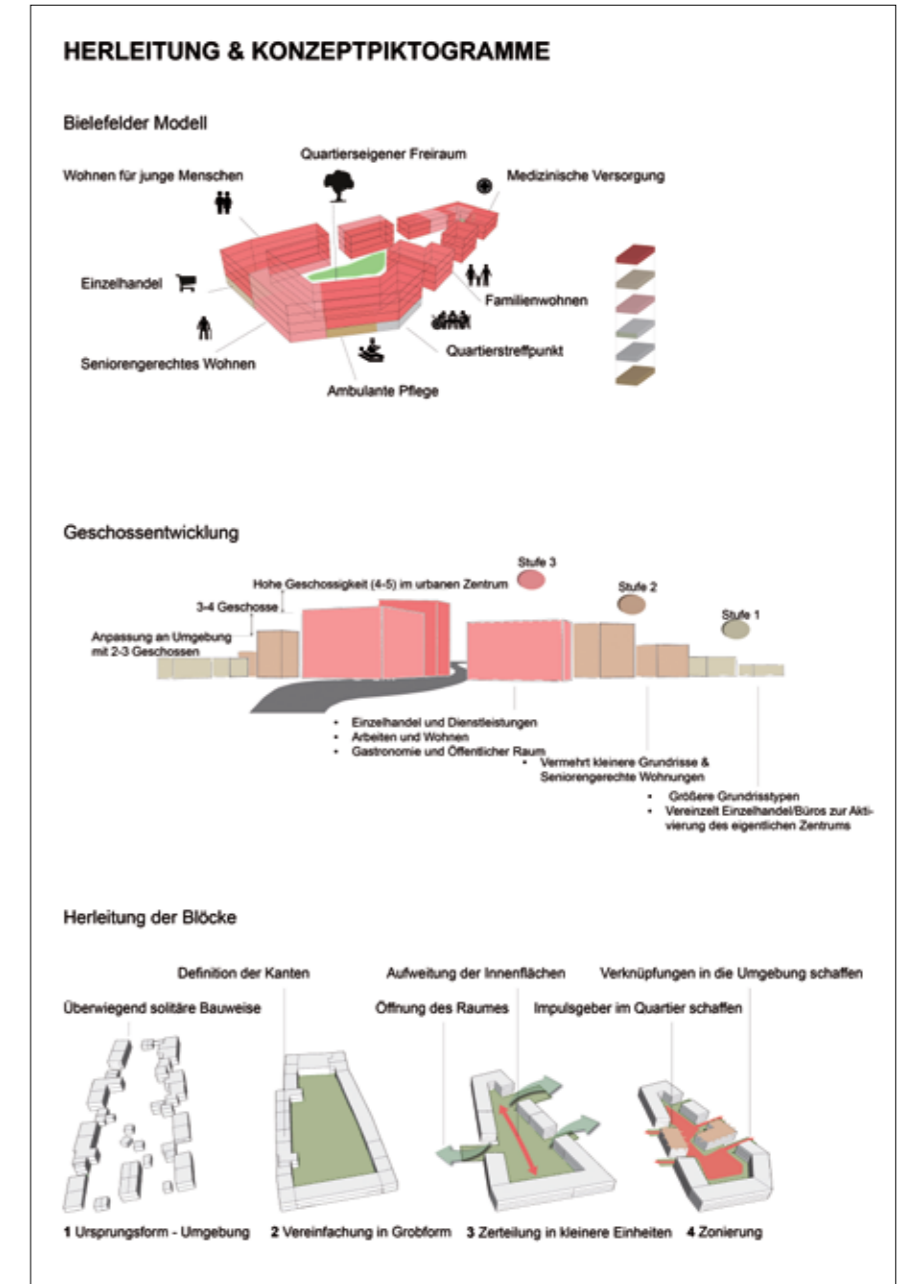 HERLEITUNG & KONZEPTPIKTOGRAMME
Bielefelder Modell
Quartierseigener Freiraum
Wohnen für junge Menschen
Medizinische Versorgung
Einzelhandel
Familienwohnen
Quartierstreffpunkt
Seniorengerechtes Wohnen
Ambulante Pflege
Geschossentwicklung
Stufe 3
Hohe Geschossigkeit (4-5) im urbanen Zentrum
Stufe 2
3-4 Geschosse
Stufe 1
Anpassung an Umgebung
mit 2-3 Geschossen
+ Einzelhandel und Dienstleistungen
• Arbeiten und Wohnen
+ Gastronomie und Öffentlicher Raum
• Vermehrt kleinere Grundrisse &
Seniorengerechte Wohnungen
• Größere Grundrisstypen
• Vereinzelt Einzelhandel/Büros zur Akti-
vierung des eigentlichen Zentrums
Herleitung der Blöcke
Definition der Kanten
Aufweitung der Innenflächen
Verknüpfungen in die Umgebung schaffen
Überwiegend solitäre Bauweise
Öffnung des Raumes
Impulsgeber im Quartier schaffen
1 Ursprungsform - Umgebung
2 Vereinfachung in Grobform
3 Zerteilung in kleinere Einheiten
4 Zonierung